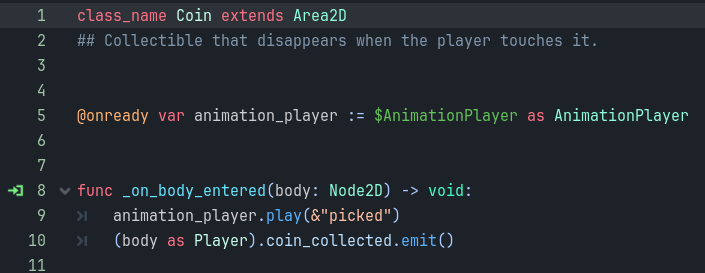 1 class_name Coin extends Area2D
2 ## Collectible that disappears when the player touches it.
3
4
5 @onready var animation_player := $AnimationPlayer as AnimationPlayer
6
7
8 func _on_body_entered(body: Node2D) -> void:
9 animation_player.play(&"picked")
10 (body as Player).coin_collected.emit()
11